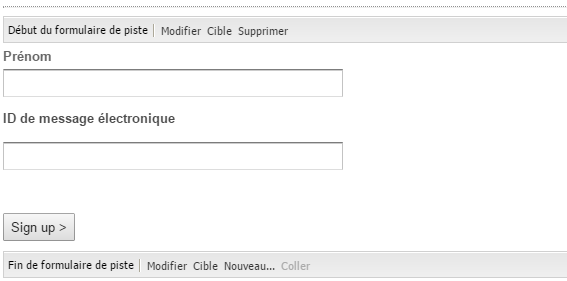 Début du formulaire de piste Modifier Cible Supprimer
Prénom
ID de message électronique
Sign up >
Fin de formulaire de piste Modifier Cible Nouveau... Coller